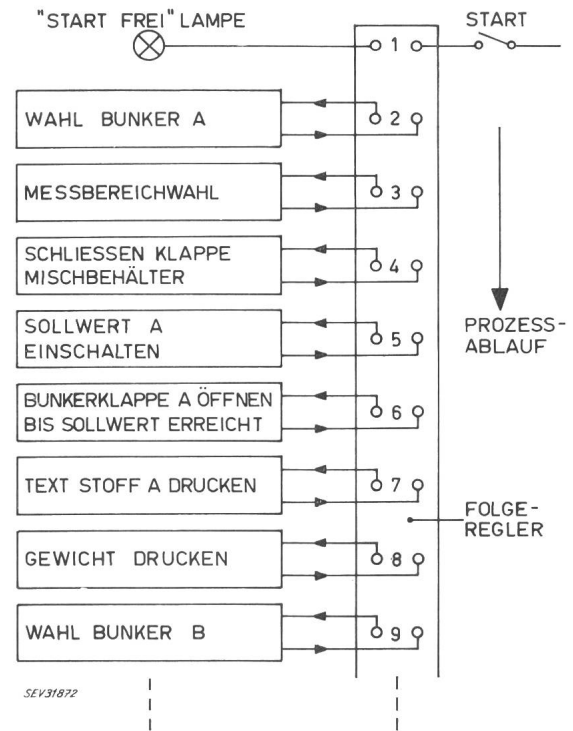 "START FREI" LAMPE
START
1
WAHL BUNKER A
2
MESSBEREICHWAHL
3
SCHLIESSEN KLAPPE
MISCHBEHÄLTER
4
SOLLWERT A
EINSCHALTEN
5
PROZESS-
ABLAUF
BUNKERKLAPPE A ÖFFNEN
BIS SOLLWERT ERREICHT
6
TEXT STOFF A DRUCKEN
7
FOLGE-
REGLER
GEWICHT DRUCKEN
8
WAHL BUNKER B
9
SEV31872